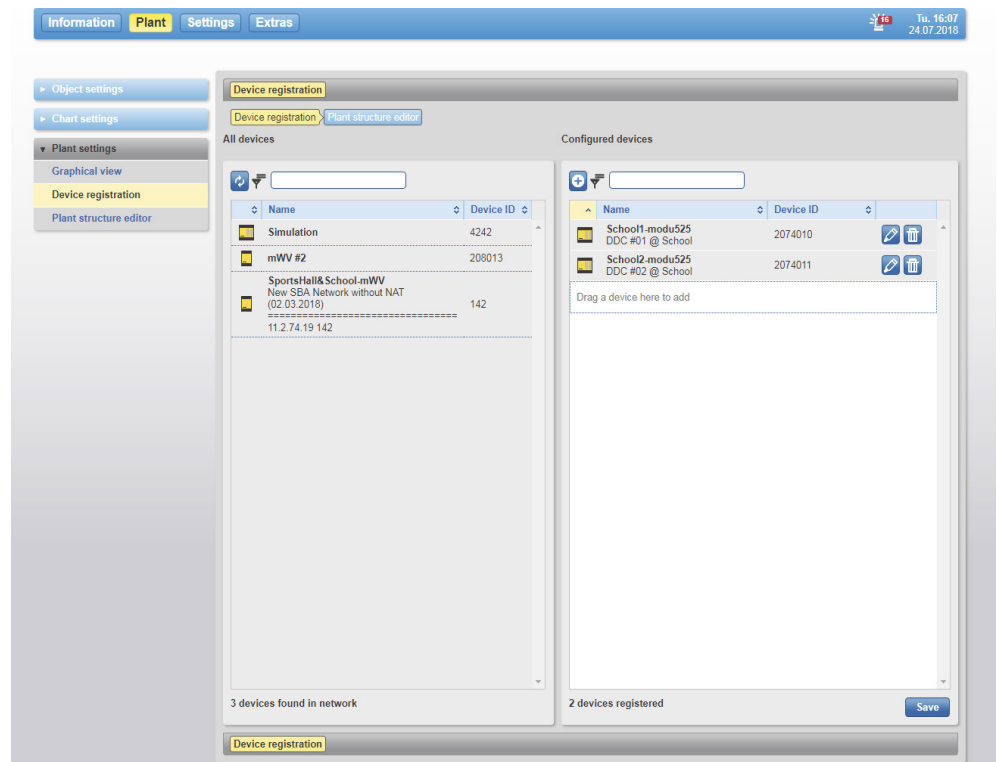 Information Plant Settings Extras
16
Tu. 16:07
24.07.2018
Object settings
Chart settings
Plant settings
Graphical view
Device registration
Plant structure editor
Device registration
Device registration Plant structure editor
All devices
Name Device ID
Simulation 4242
mWV #2 208013
SportsHall&School-mWV
New SBA Network without NAT
(02.03.2018) 142
==================================
11.2.74.19 142
3 devices found in network
Configured devices
Name Device ID
School1-modu525
DDC #01 @ School 2074010
School2-modu525
DDC #02 @ School 2074011
Drag a device here to add
2 devices registered
Save
Device registration